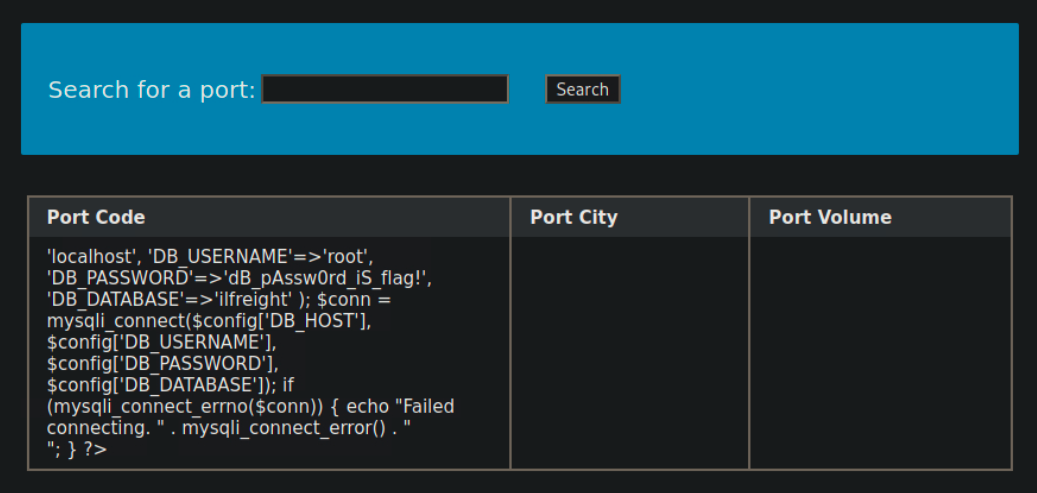 Search for a port:
Search
Port Code
Port City
Port Volume
'localhost', 'DB_USERNAME'=>'root',
'DB_PASSWORD'=>'dB_pAssw0rd_iS_flag!',
'DB_DATABASE'=>'ilfreight' ); $conn =
mysqli_connect($config['DB_HOST'],
$config['DB_USERNAME'],
$config['DB_PASSWORD'],
$config['DB_DATABASE']); if
(mysqli_connect_errno($conn)) { echo "Failed
connecting. " . mysqli_connect_error() . "
"; } ?>